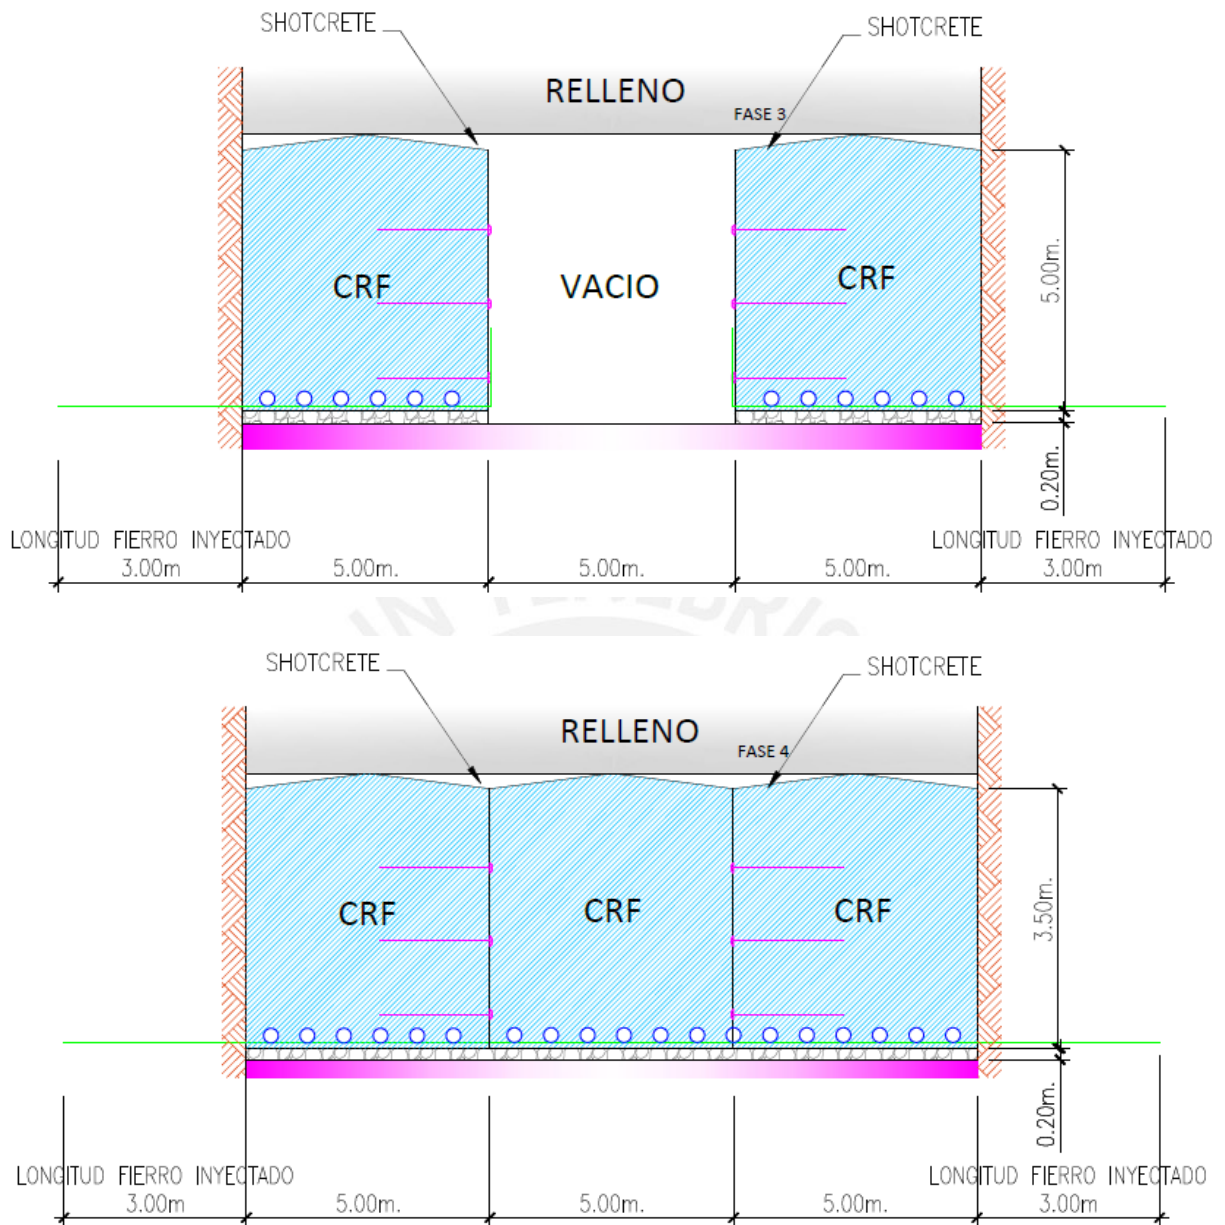 SHOTCRETE
SHOTCRETE
RELLENO
FASE 3
CRF
VACIO
CRF
5.00m.
0.20m.
LONGITUD FIERRO INYECTADO
LONGITUD FIERRO INYECTADO
3.00m
5.00m.
5.00m.
5.00m.
3.00m
IN TENEBRIS
SHOTCRETE
SHOTCRETE
RELLENO
FASE 4
CRF
CRF
CRF
3.50m.
0.20m.
LONGITUD FIERRO INYECTADO
LONGITUD FIERRO INYECTADO
3.00m
5.00m.
5.00m.
5.00m.
3.00m